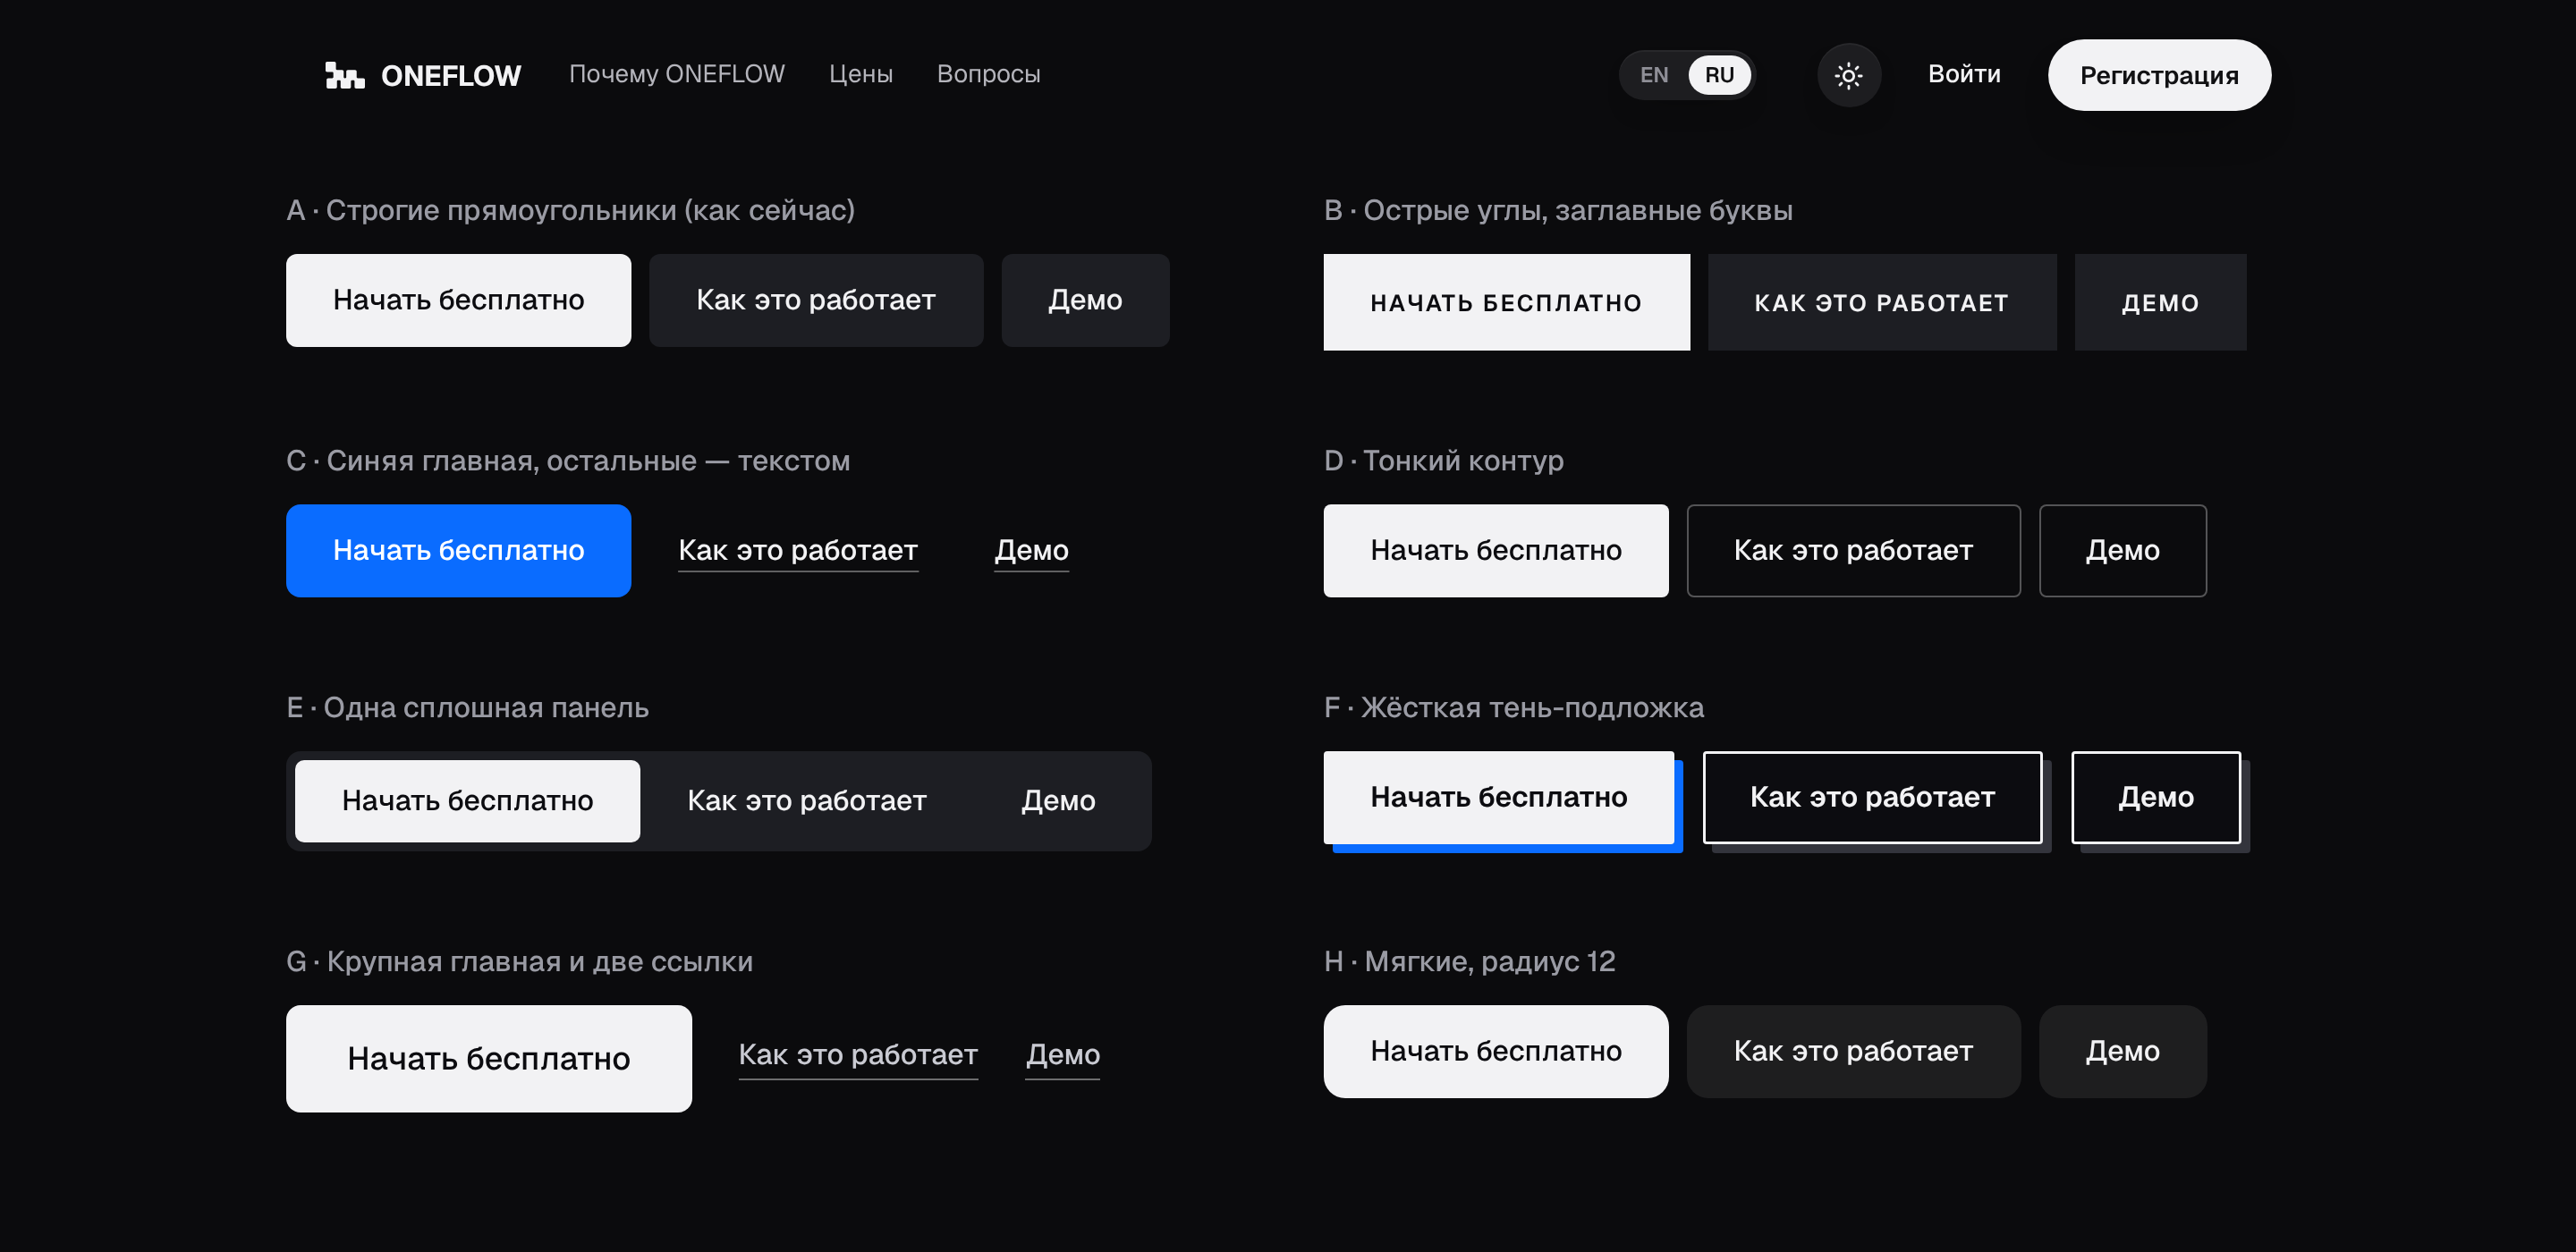 ONEFLOW Почему ONEFLOW Цены Вопросы EN RU Войти Регистрация
A · Строгие прямоугольники (как сейчас)
Начать бесплатно Как это работает Демо
B · Острые углы, заглавные буквы
НАЧАТЬ БЕСПЛАТНО КАК ЭТО РАБОТАЕТ ДЕМО
C · Синяя главная, остальные — текстом
Начать бесплатно Как это работает Демо
D · Тонкий контур
Начать бесплатно Как это работает Демо
E · Одна сплошная панель
Начать бесплатно Как это работает Демо
F · Жёсткая тень-подложка
Начать бесплатно Как это работает Демо
G · Крупная главная и две ссылки
Начать бесплатно Как это работает Демо
H · Мягкие, радиус 12
Начать бесплатно Как это работает Демо